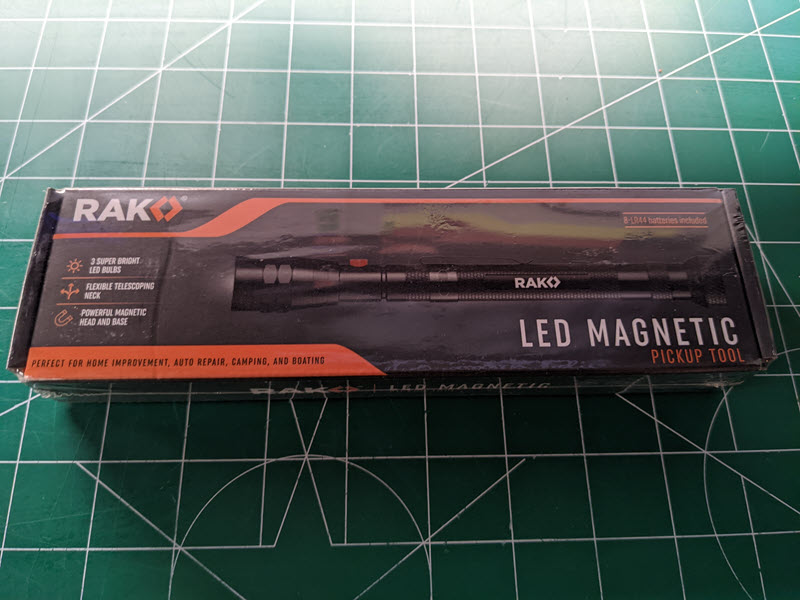 RAK
8-LR44 batteries included
3 SUPER BRIGHT
LED BULBS
FLEXIBLE TELESCOPING
NECK
POWERFUL MAGNETIC
HEAD AND BASE
RAK
LED MAGNETIC
PICKUP TOOL
PERFECT FOR HOME IMPROVEMENT, AUTO REPAIR, CAMPING, AND BOATING
RAK
LED MAGNETIC